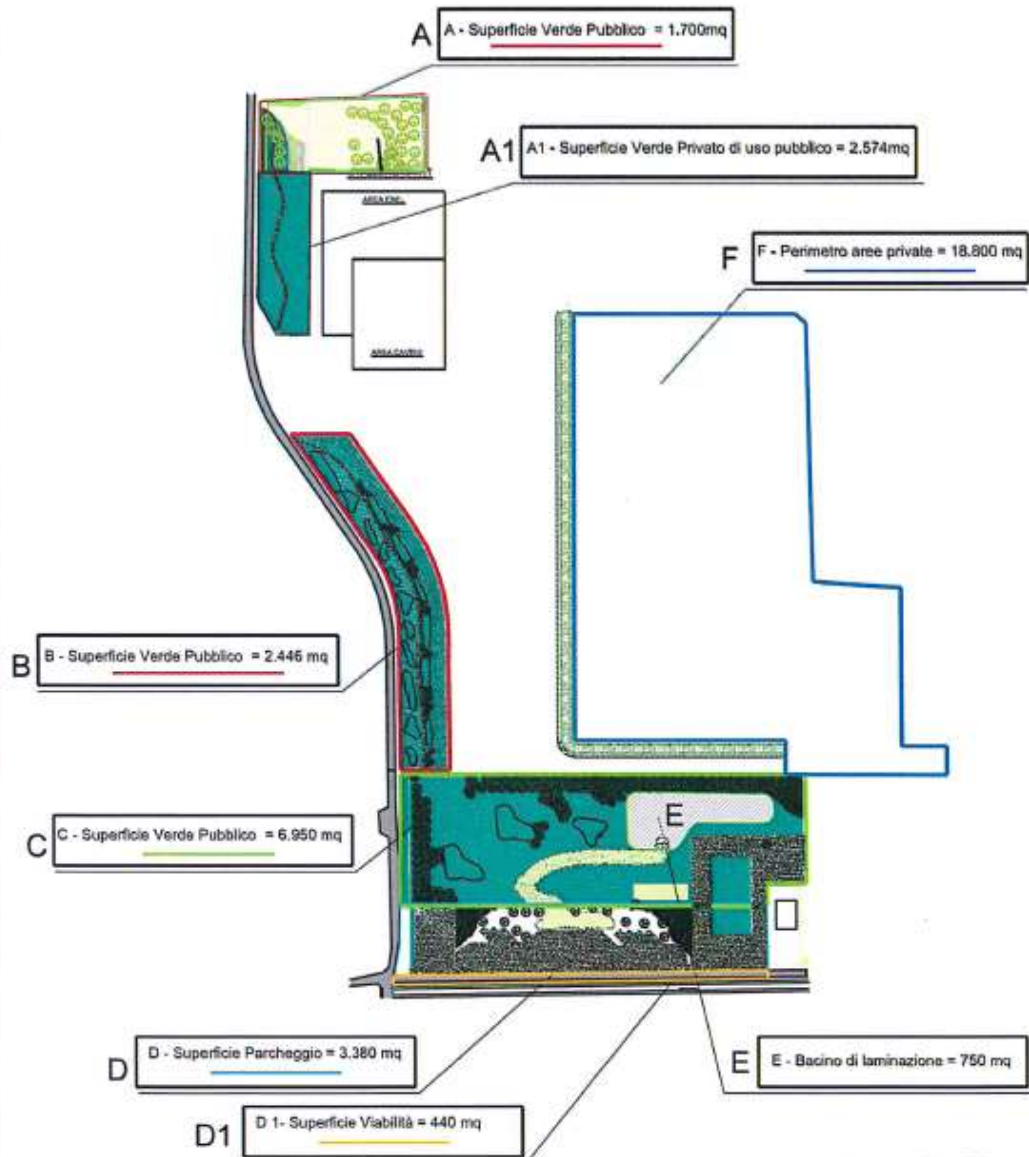 A
A - Superficie Verde Pubblico = 1.700mq
A1
A1 - Superficie Verde Privato di uso pubblico = 2.574mq
AREA ENEL
F
F - Perimetro aree private = 18.800 mq
B
B - Superficie Verde Pubblico = 2.446 mq
E
C
C - Superficie Verde Pubblico = 6.950 mq
D
D - Superficie Parcheggio = 3.380 mq
E
E - Bacino di laminazione = 750 mq
D1
D 1- Superficie Viabilità = 440 mq